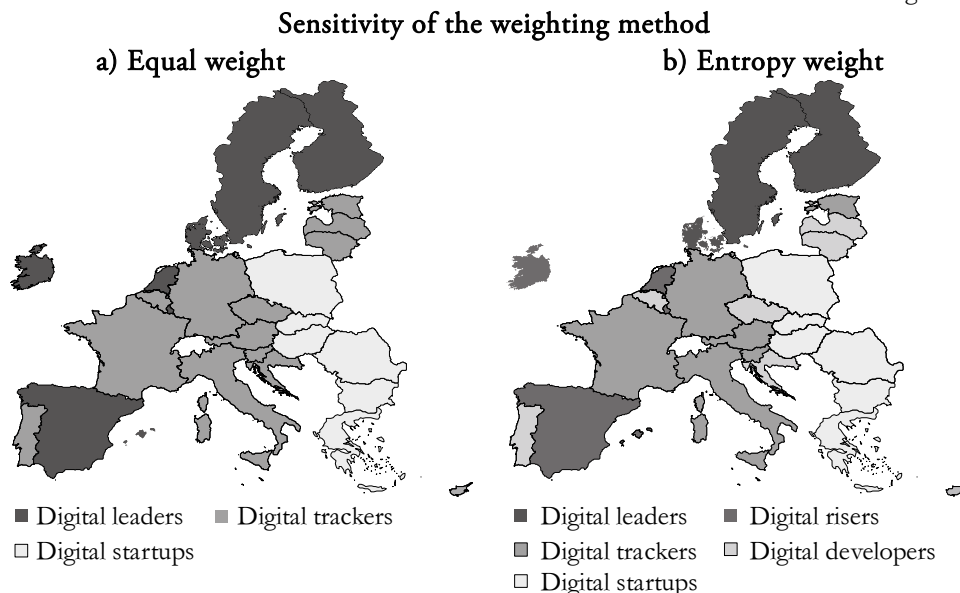 Sensitivity of the weighting method
a) Equal weight
b) Entropy weight
Digital leaders
Digital trackers
Digital startups
Digital leaders
Digital risers
Digital trackers
Digital developers
Digital startups